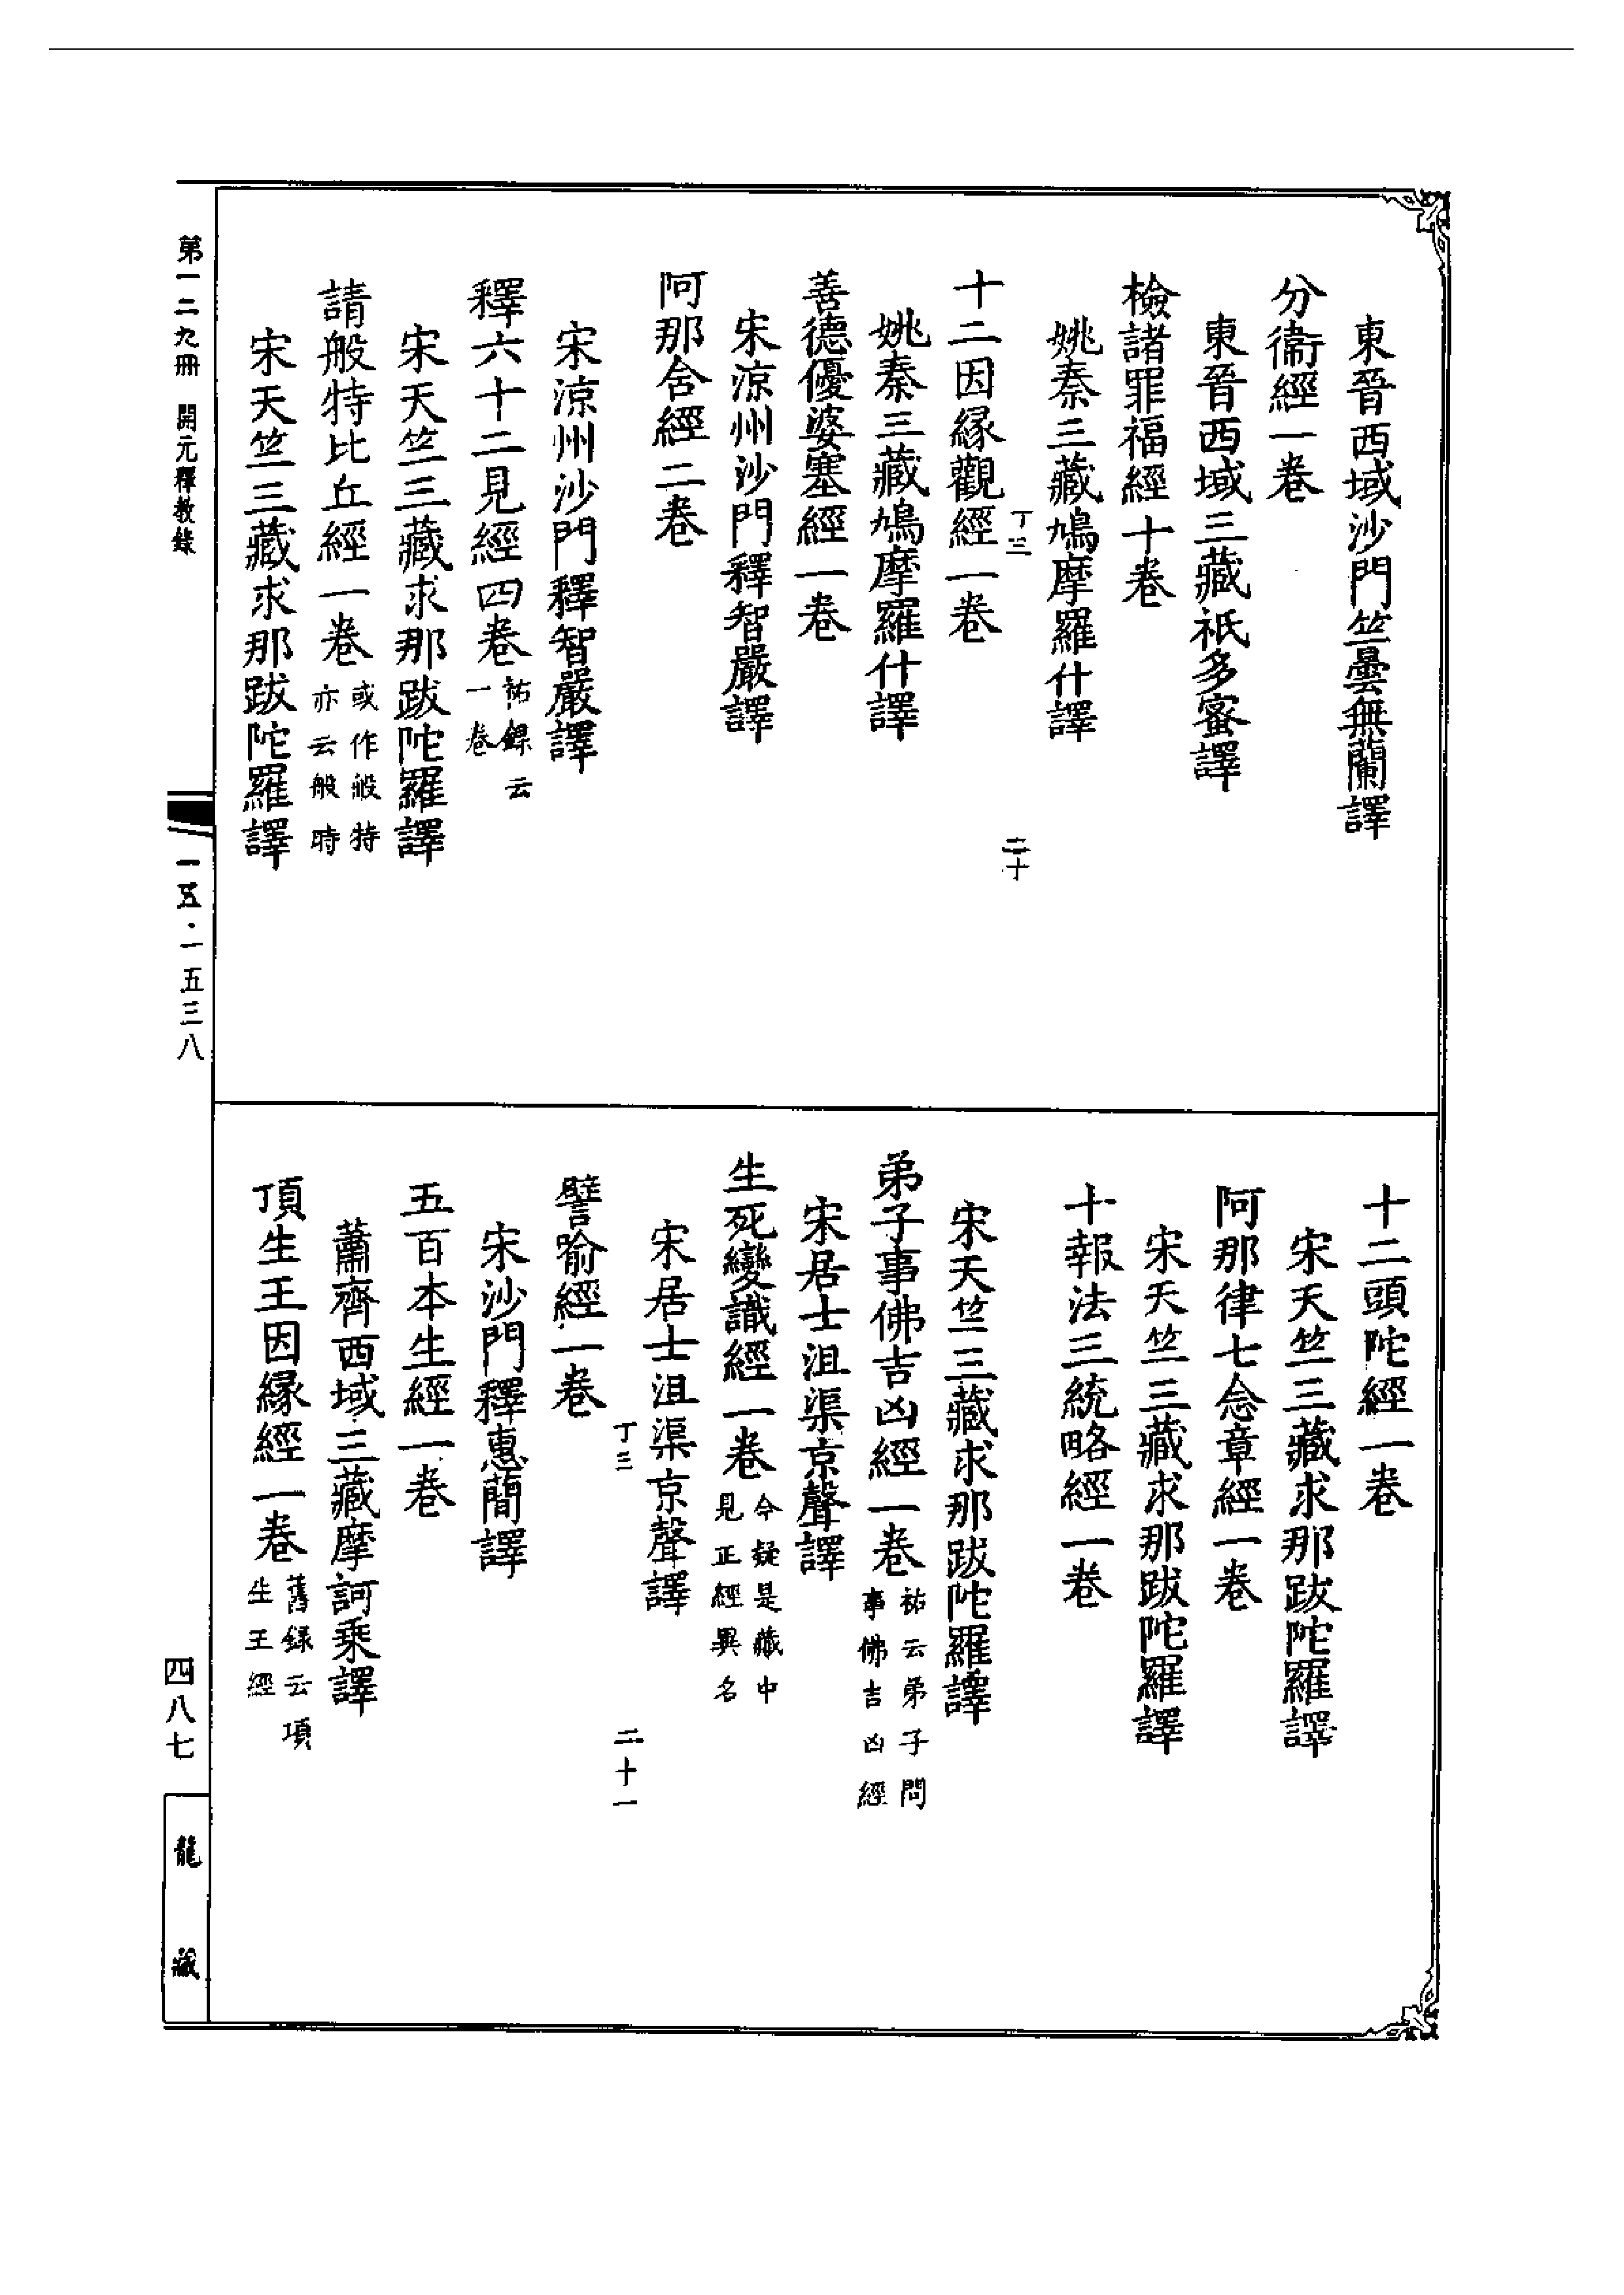 東晉西域沙門竺曇無蘭譯
分衞經一卷
東晉西域三藏祇多蜜譯
檢諸罪福經十卷
姚秦三藏鳩摩羅什譯
丁三 二十
十二因緣觀經一卷
姚秦三藏鳩摩羅什譯
善德優婆塞經一卷
宋涼州沙門釋智嚴譯
阿那含經二卷
宋涼州沙門釋智嚴譯
釋六十二見經四卷祐錄云
一卷
宋天竺三藏求那跋陀羅譯
請般特比丘經一卷或作般特
亦云般時
宋天竺三藏求那跋陀羅譯
十二頭陀經一卷
宋天竺三藏求那跋陀羅譯
阿那律七念章經一卷
宋天竺三藏求那跋陀羅譯
十報法三統略經一卷
宋天竺三藏求那跋陀羅譯
弟子事佛吉凶經一卷祐云弟子問
事佛吉凶經
宋居士沮渠京聲譯
生死變識經一卷今疑是藏中
見正經異名
宋居士沮渠京聲譯
丁三 二十一
譬喻經一卷
宋沙門釋惠簡譯
五百本生經一卷
蕭齊西域三藏摩訶乘譯
頂生王因緣經一卷舊錄云項
生王經
第一二九冊 開元釋教錄
一五·一五三八
四八七
龍藏